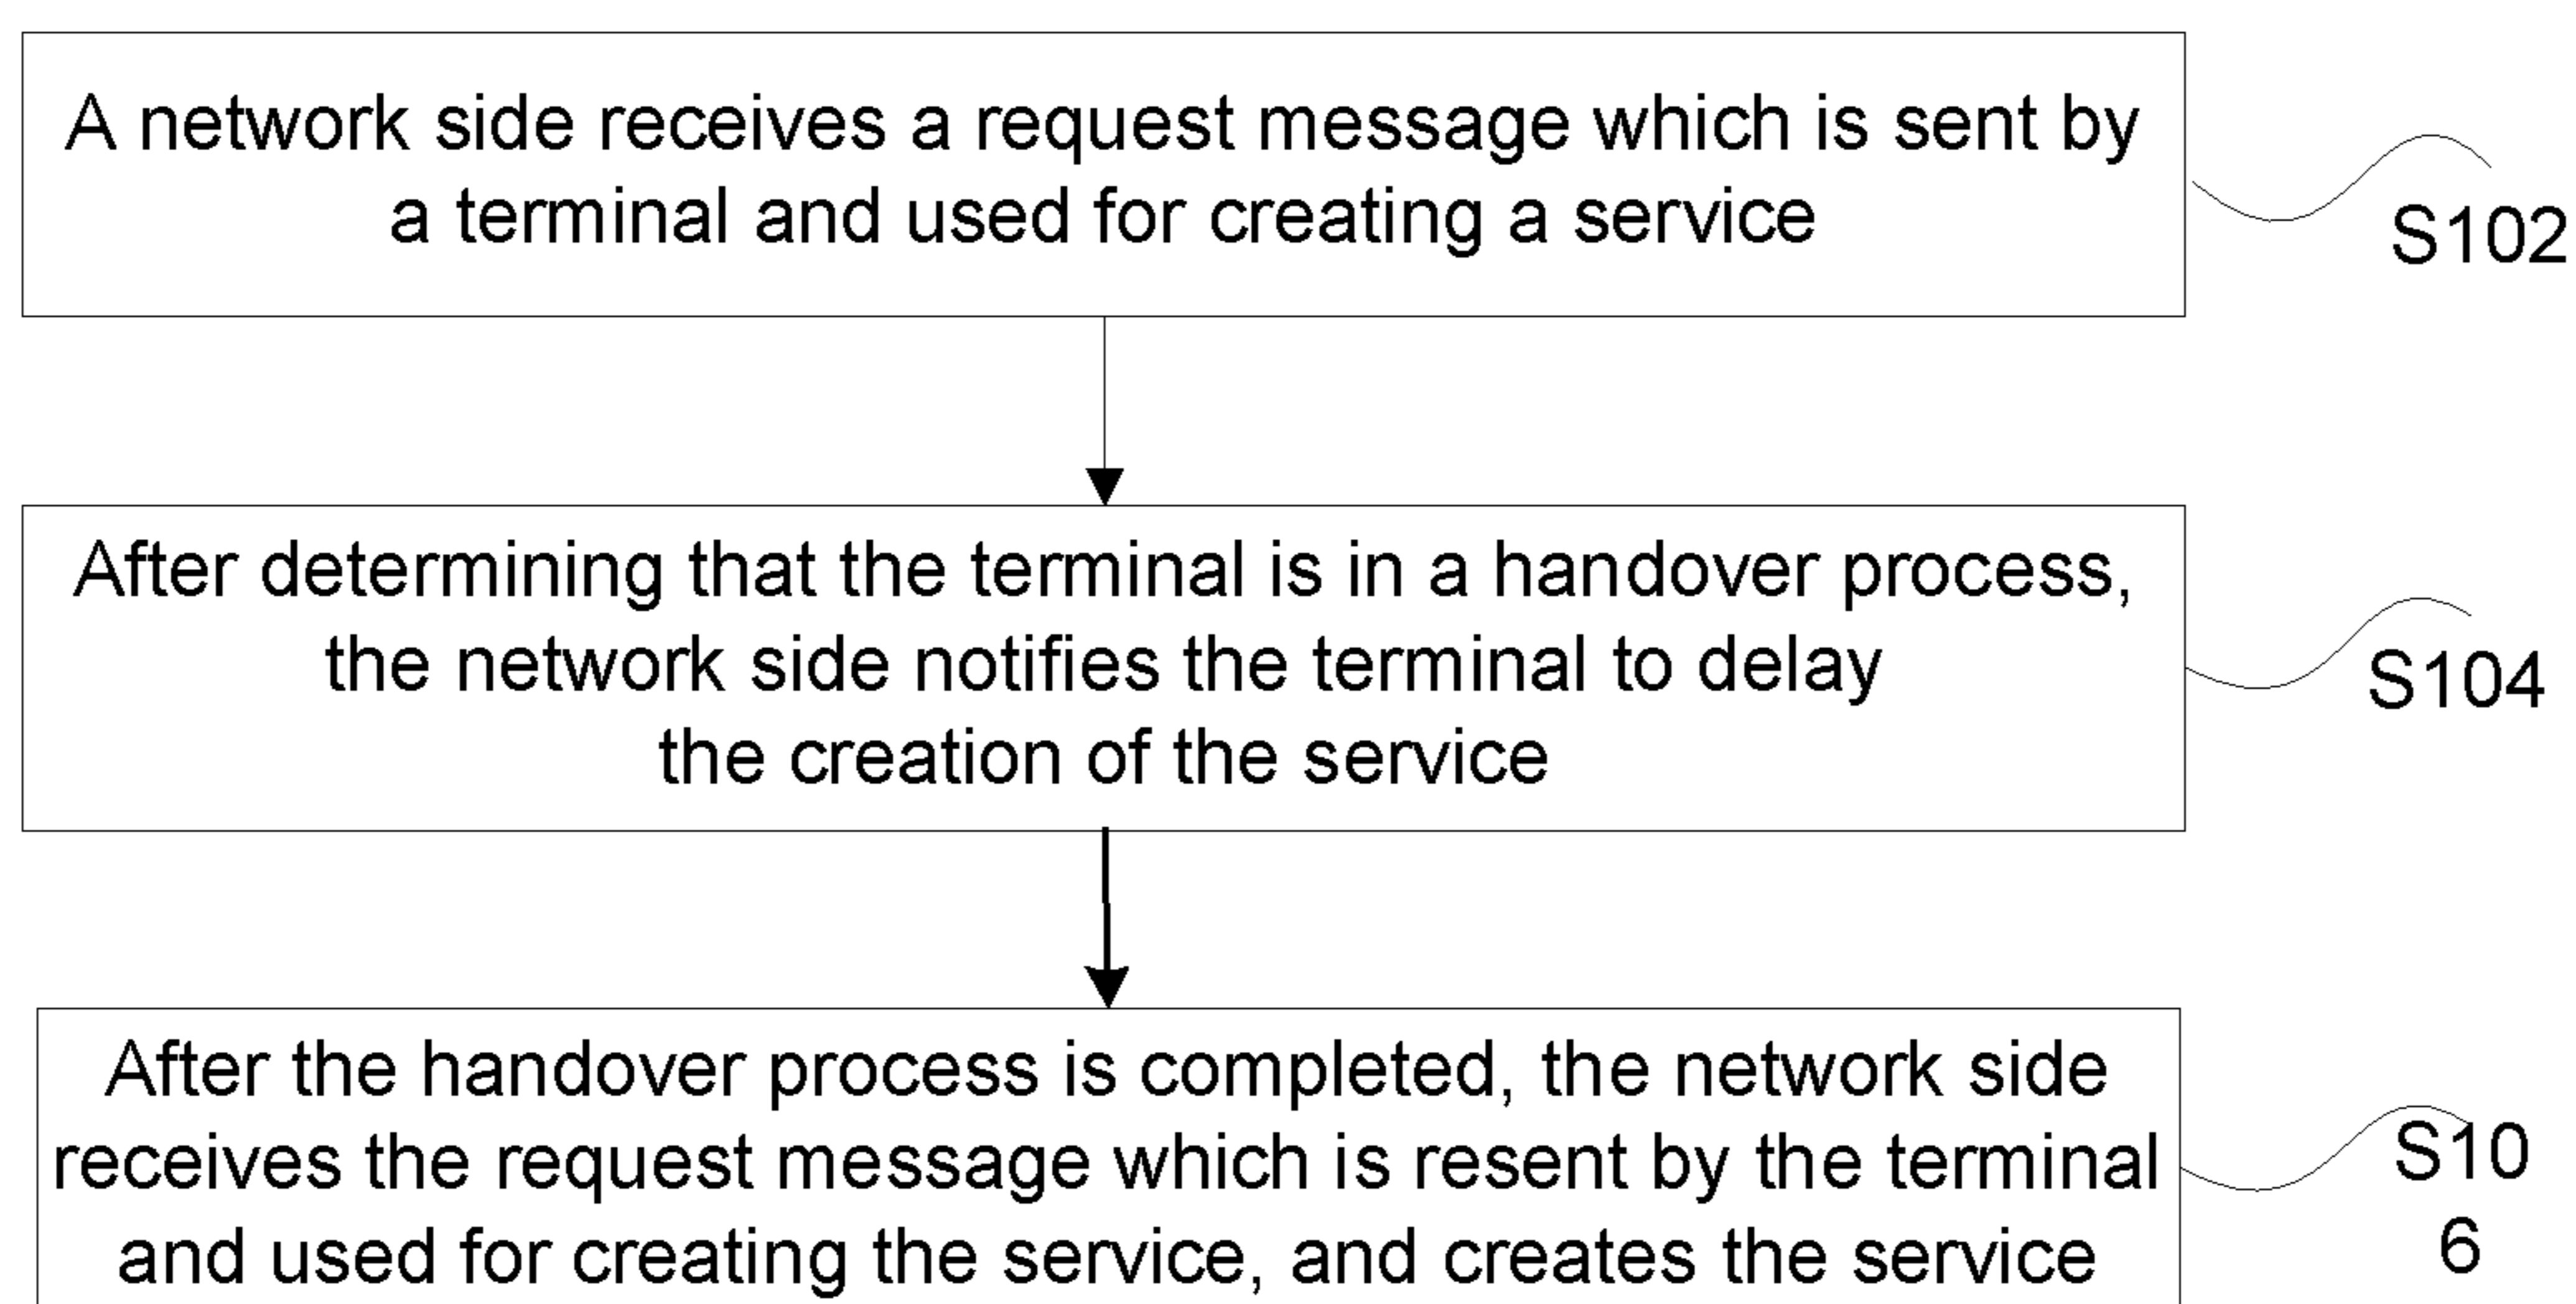 A network side receives a request message which is sent by
a terminal and used for creating a service
S102
After determining that the terminal is in a handover process,
the network side notifies the terminal to delay
the creation of the service
S104
After the handover process is completed, the network side
receives the request message which is resent by the terminal
and used for creating the service, and creates the service
S10
6